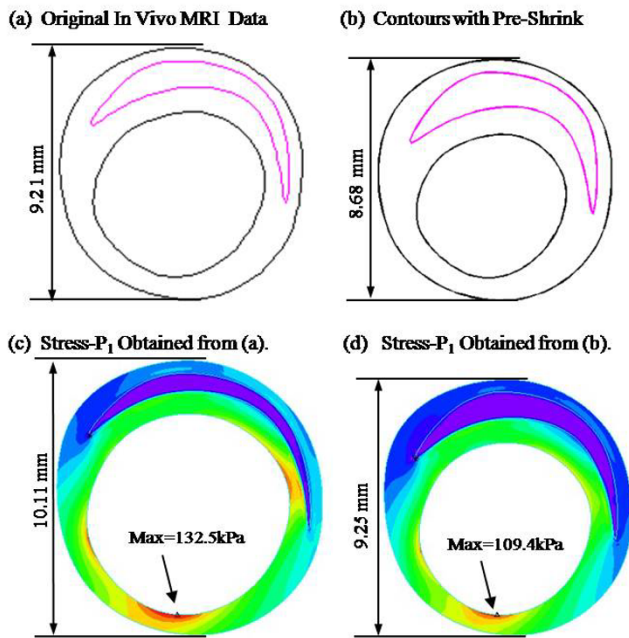 (a) Original In Vivo MRI Data
(b) Contours with Pre-Shrink
9.21 mm
8.68 mm
(c) Stress-P₁ Obtained from (a).
(d) Stress-P₁ Obtained from (b).
10.11 mm
Max=132.5kPa
9.25 mm
Max=109.4kPa